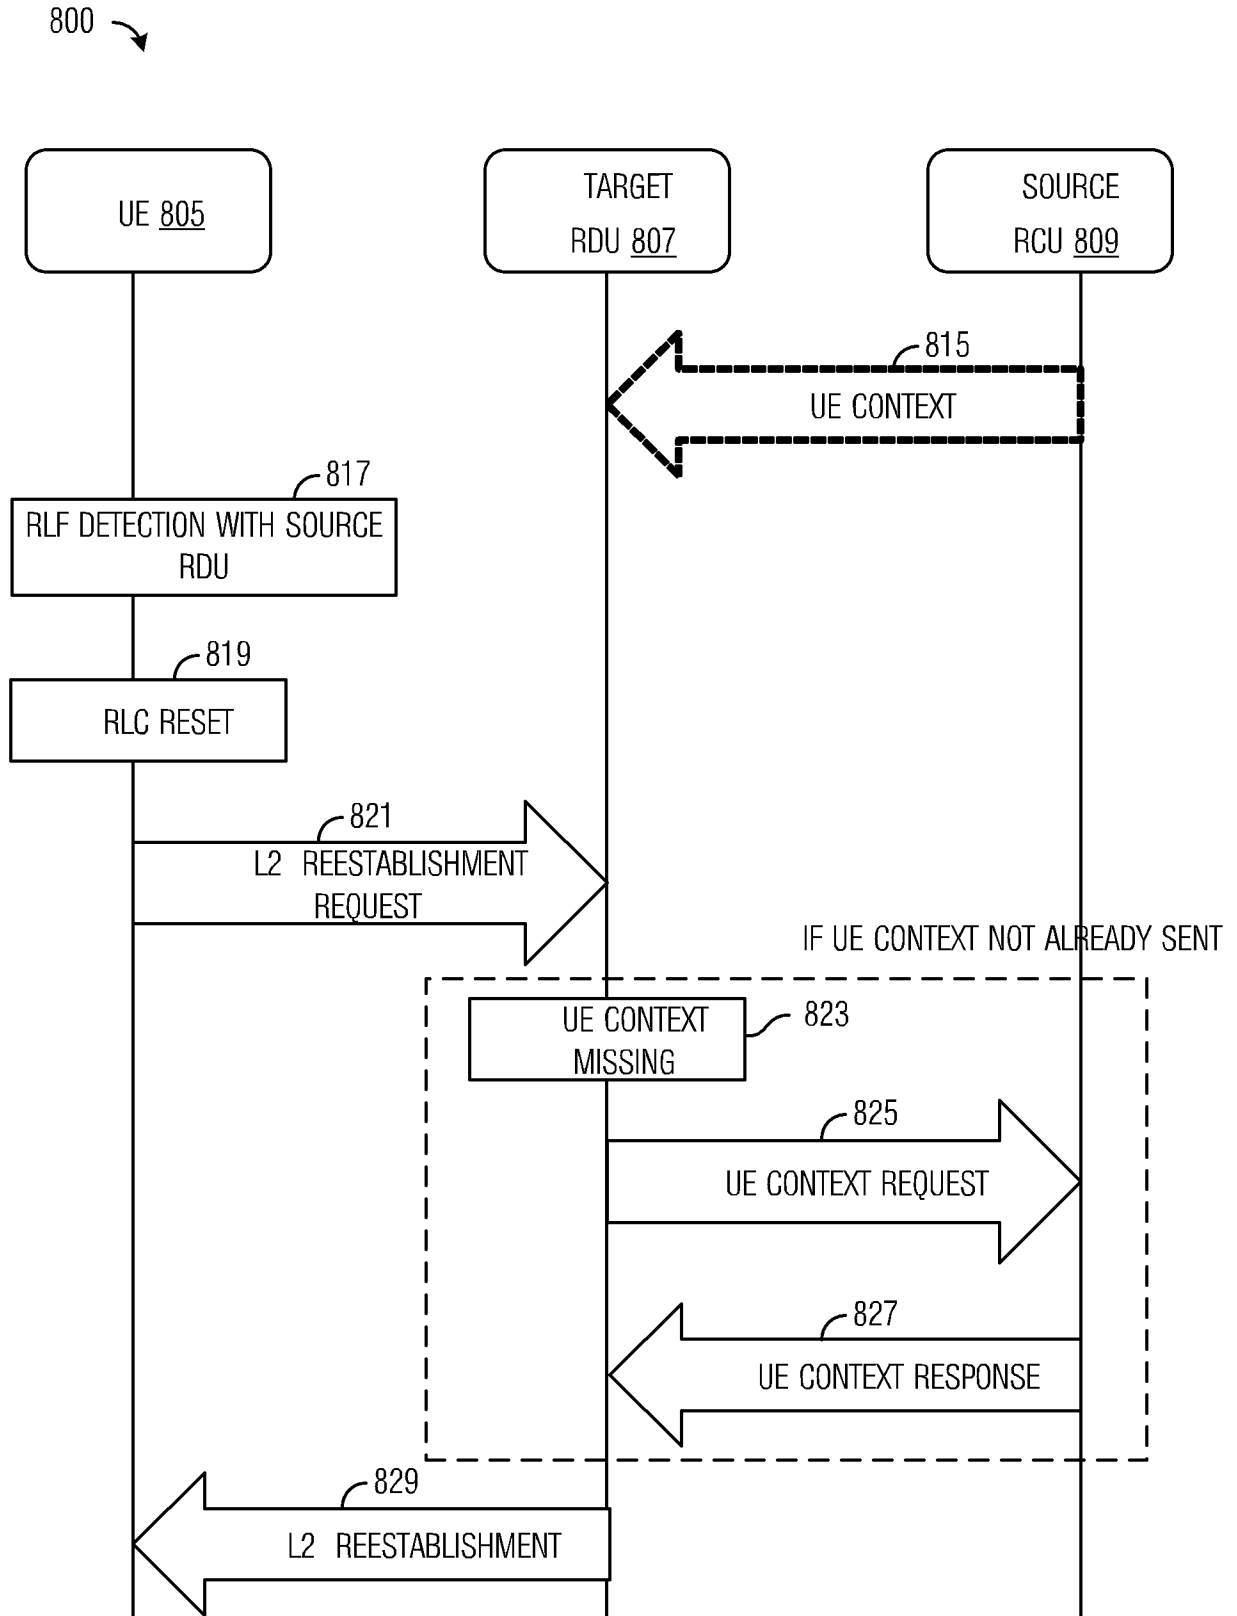 800
UE 805
TARGET
RDU 807
SOURCE
RCU 809
815
UE CONTEXT
817
RLF DETECTION WITH SOURCE
RDU
819
RLC RESET
821
L2 REESTABLISHMENT
REQUEST
IF UE CONTEXT NOT ALREADY SENT
UE CONTEXT
MISSING
823
825
UE CONTEXT REQUEST
827
UE CONTEXT RESPONSE
829
L2 REESTABLISHMENT